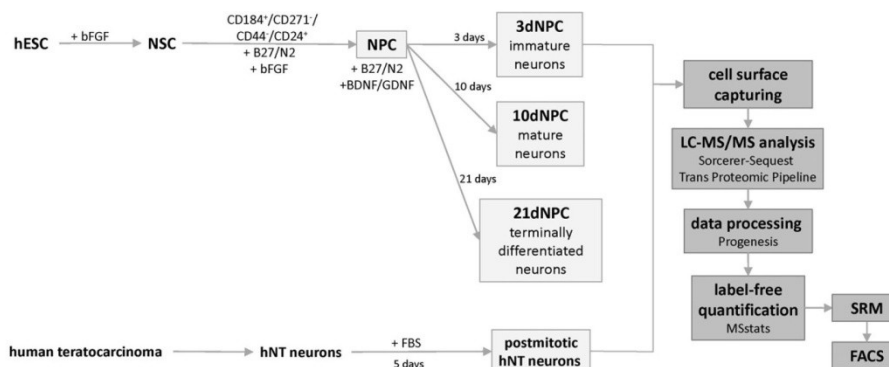 hESC
+ bFGF
NSC
CD184⁺/CD271⁻/
CD44⁻/CD24⁺
+ B27/N2
+ bFGF
NPC
+ B27/N2
+BDNF/GDNF
3 days
3dNPC
immature
neurons
10 days
10dNPC
mature
neurons
21 days
21dNPC
terminally
differentiated
neurons
human teratocarcinoma
hNT neurons
+ FBS
5 days
postmitotic
hNT neurons
cell surface
capturing
LC-MS/MS analysis
Sorcerer-Sequest
Trans Proteomic Pipeline
data processing
Progenesis
label-free
quantification
MSstats
SRM
FACS